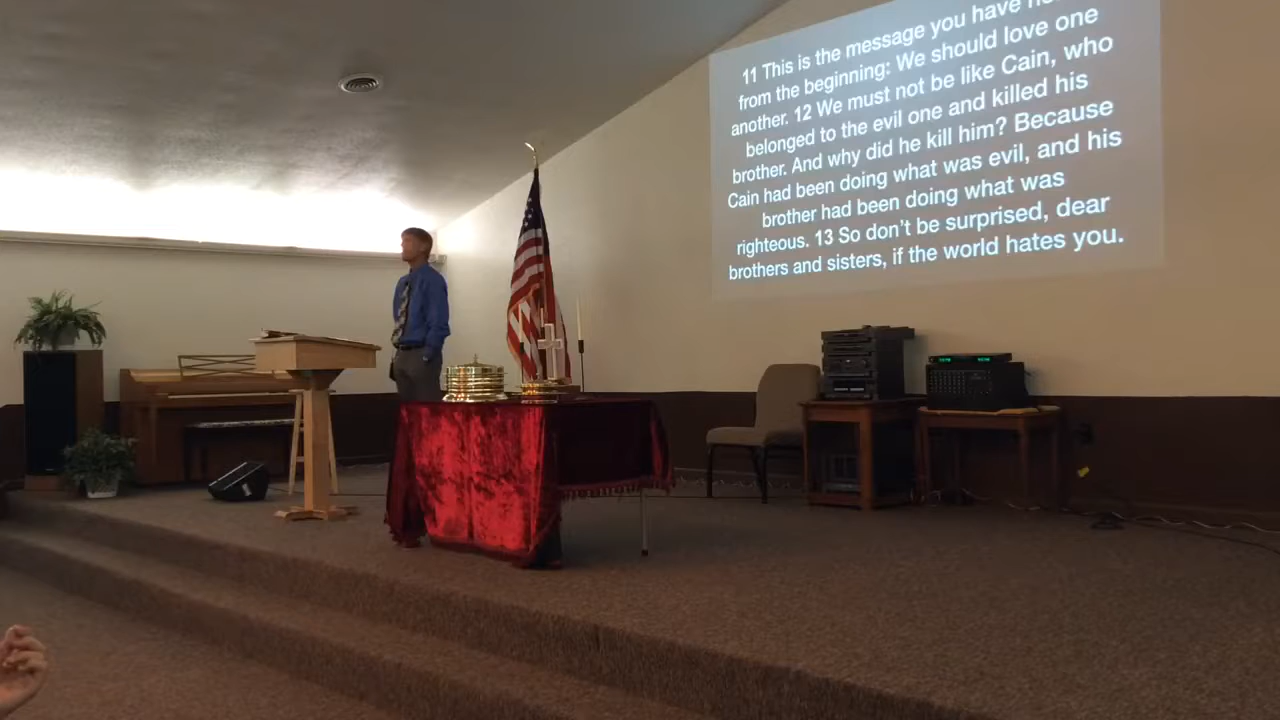 11 This is the message you have
from the beginning: We should love one
another. 12 We must not be like Cain, who
belonged to the evil one and killed his
brother. And why did he kill him? Because
Cain had been doing what was evil, and his
brother had been doing what was
righteous. 13 So don’t be surprised, dear
brothers and sisters, if the world hates you.